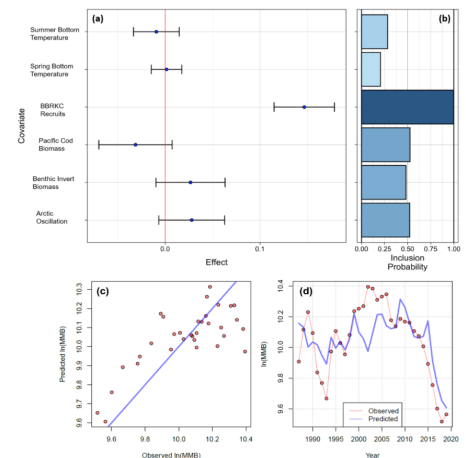 (a)
(b)
Summer Bottom
Temperature
Spring Bottom
Temperature
BBRKC
Recruits
Pacific Cod
Biomass
Benthic Invert
Biomass
Arctic
Oscillation
Covariate
0.0
0.1
Effect
0.00
0.25
0.50
0.75
1.00
Inclusion
Probability
(c)
Predicted ln(MMB)
9.6
9.7
9.8
9.9
10.0
10.1
10.2
10.3
9.6
9.8
10.0
10.2
10.4
Observed ln(MMB)
(d)
ln(MMB)
9.6
9.8
10.0
10.2
10.4
1990
1995
2000
2005
2010
2015
2020
Year
Observed
Predicted